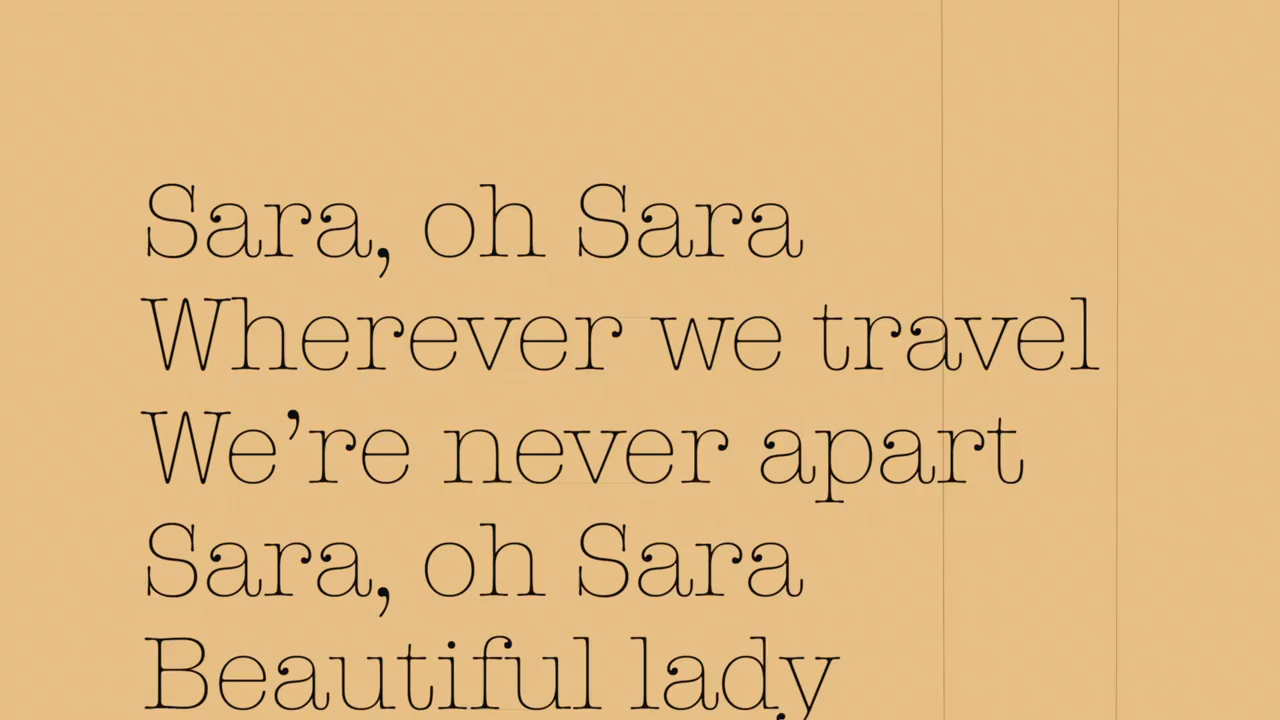 Sara, oh Sara
Wherever we travel
We’re never apart
Sara, oh Sara
Beautiful lady